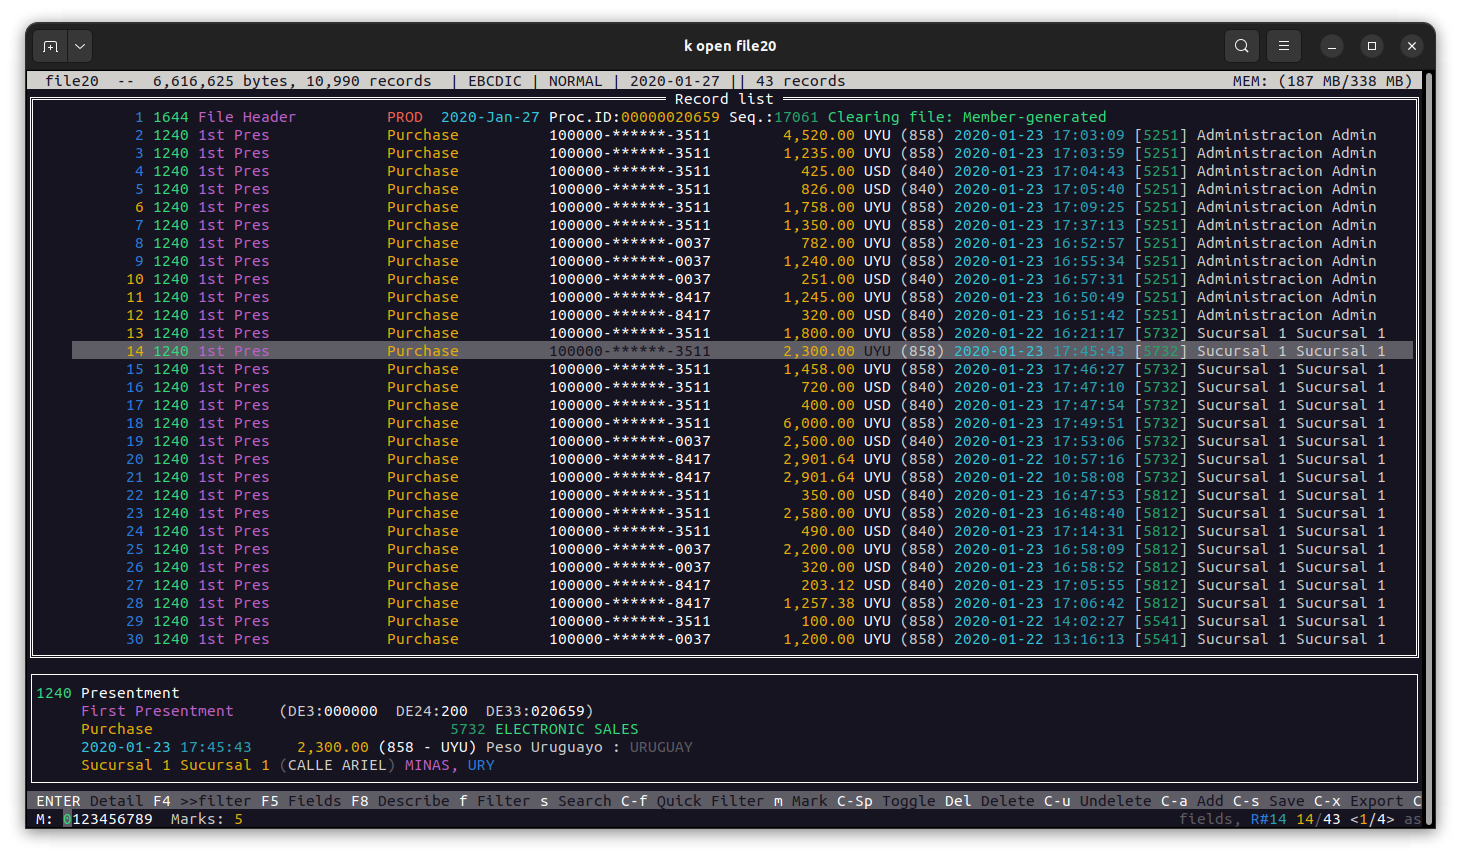 k open file20
file20  --  6,616,625 bytes, 10,990 records  | EBCDIC | NORMAL | 2020-01-27 || 43 records  MEM: (187 MB/338 MB)
Record list
1 1644 File Header  PROD  2020-Jan-27 Proc.ID:00000020659 Seq.:17061 Clearing file: Member-generated
2 1240 1st Pres  Purchase  100000-******-3511  4,520.00 UYU (858) 2020-01-23 17:03:09 [5251] Administracion Admin
3 1240 1st Pres  Purchase  100000-******-3511  1,235.00 UYU (858) 2020-01-23 17:03:59 [5251] Administracion Admin
4 1240 1st Pres  Purchase  100000-******-3511  425.00 USD (840) 2020-01-23 17:04:43 [5251] Administracion Admin
5 1240 1st Pres  Purchase  100000-******-3511  826.00 USD (840) 2020-01-23 17:05:40 [5251] Administracion Admin
6 1240 1st Pres  Purchase  100000-******-3511  1,758.00 UYU (858) 2020-01-23 17:09:25 [5251] Administracion Admin
7 1240 1st Pres  Purchase  100000-******-3511  1,350.00 UYU (858) 2020-01-23 17:37:13 [5251] Administracion Admin
8 1240 1st Pres  Purchase  100000-******-0037  782.00 UYU (858) 2020-01-23 16:52:57 [5251] Administracion Admin
9 1240 1st Pres  Purchase  100000-******-0037  1,240.00 UYU (858) 2020-01-23 16:55:34 [5251] Administracion Admin
10 1240 1st Pres  Purchase  100000-******-0037  251.00 USD (840) 2020-01-23 16:57:31 [5251] Administracion Admin
11 1240 1st Pres  Purchase  100000-******-8417  1,245.00 UYU (858) 2020-01-23 16:50:49 [5251] Administracion Admin
12 1240 1st Pres  Purchase  100000-******-8417  320.00 USD (840) 2020-01-23 16:51:42 [5251] Administracion Admin
13 1240 1st Pres  Purchase  100000-******-3511  1,800.00 UYU (858) 2020-01-22 16:21:17 [5732] Sucursal 1 Sucursal 1
14 1240 1st Pres  Purchase  100000-******-3511  2,300.00 UYU (858) 2020-01-23 17:45:43 [5732] Sucursal 1 Sucursal 1
15 1240 1st Pres  Purchase  100000-******-3511  1,458.00 UYU (858) 2020-01-23 17:46:27 [5732] Sucursal 1 Sucursal 1
16 1240 1st Pres  Purchase  100000-******-3511  720.00 USD (840) 2020-01-23 17:47:10 [5732] Sucursal 1 Sucursal 1
17 1240 1st Pres  Purchase  100000-******-3511  400.00 USD (840) 2020-01-23 17:47:54 [5732] Sucursal 1 Sucursal 1
18 1240 1st Pres  Purchase  100000-******-3511  6,000.00 UYU (858) 2020-01-23 17:49:51 [5732] Sucursal 1 Sucursal 1
19 1240 1st Pres  Purchase  100000-******-0037  2,500.00 USD (840) 2020-01-23 17:53:06 [5732] Sucursal 1 Sucursal 1
20 1240 1st Pres  Purchase  100000-******-8417  2,901.64 UYU (858) 2020-01-22 10:57:16 [5732] Sucursal 1 Sucursal 1
21 1240 1st Pres  Purchase  100000-******-8417  2,901.64 UYU (858) 2020-01-22 10:58:08 [5732] Sucursal 1 Sucursal 1
22 1240 1st Pres  Purchase  100000-******-3511  350.00 USD (840) 2020-01-23 16:47:53 [5812] Sucursal 1 Sucursal 1
23 1240 1st Pres  Purchase  100000-******-3511  2,580.00 UYU (858) 2020-01-23 16:48:40 [5812] Sucursal 1 Sucursal 1
24 1240 1st Pres  Purchase  100000-******-3511  490.00 USD (840) 2020-01-23 17:14:31 [5812] Sucursal 1 Sucursal 1
25 1240 1st Pres  Purchase  100000-******-0037  2,200.00 UYU (858) 2020-01-23 16:58:09 [5812] Sucursal 1 Sucursal 1
26 1240 1st Pres  Purchase  100000-******-0037  320.00 USD (840) 2020-01-23 16:58:52 [5812] Sucursal 1 Sucursal 1
27 1240 1st Pres  Purchase  100000-******-8417  203.12 USD (840) 2020-01-23 17:05:55 [5812] Sucursal 1 Sucursal 1
28 1240 1st Pres  Purchase  100000-******-8417  1,257.38 UYU (858) 2020-01-23 17:06:42 [5812] Sucursal 1 Sucursal 1
29 1240 1st Pres  Purchase  100000-******-3511  100.00 UYU (858) 2020-01-22 14:02:27 [5541] Sucursal 1 Sucursal 1
30 1240 1st Pres  Purchase  100000-******-0037  1,200.00 UYU (858) 2020-01-22 13:16:13 [5541] Sucursal 1 Sucursal 1
1240 Presentment
First Presentment  (DE3:000000  DE24:200  DE33:020659)
Purchase  5732 ELECTRONIC SALES
2020-01-23 17:45:43  2,300.00 (858 - UYU) Peso Uruguayo : URUGUAY
Sucursal 1 Sucursal 1 (CALLE ARIEL) MINAS, URY
ENTER Detail F4 >>filter F5 Fields F8 Describe f Filter s Search C-f Quick Filter m Mark C-Sp Toggle Del Delete C-u Undelete C-a Add C-s Save C-x Export C
M: 0123456789  Marks: 5  fields, R#14 14/43 <1/4> as